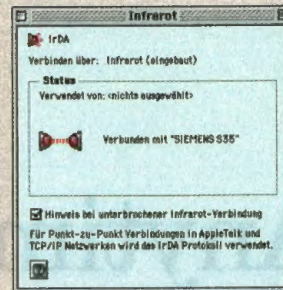 Infrarot
IrDA
Verbinden über: Infrarot (eingebaut)
Status
Verwendet von: <nichts ausgewählt>
Verbunden mit "SIEMENS S35"
Hinweis bei unterbrochener Infrarot-Verbindung
Für Punkt-zu-Punkt Verbindungen in AppleTalk und
TCP/IP Netzwerken wird das IrDA Protokoll verwendet.